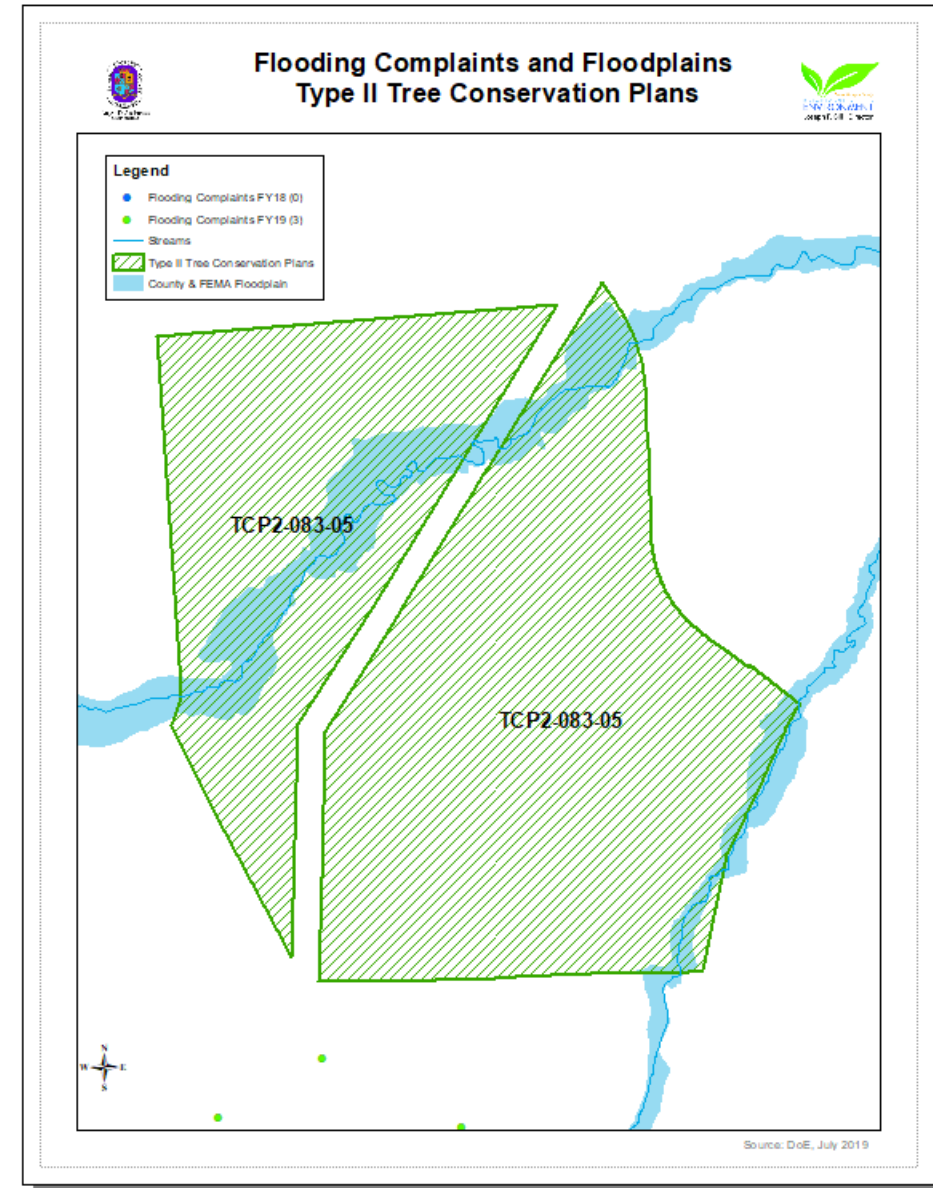 Flooding Complaints and Floodplains
Type II Tree Conservation Plans
ENVIRONMENT
Legend
Flooding Complaints FY18 (0)
Flooding Complaints FY19 (3)
Streams
Type II Tree Conservation Plans
County & FEMA Floodplain
TCP2-083-05
TCP2-083-05
N
W E
S
Source: DoE, July 2019